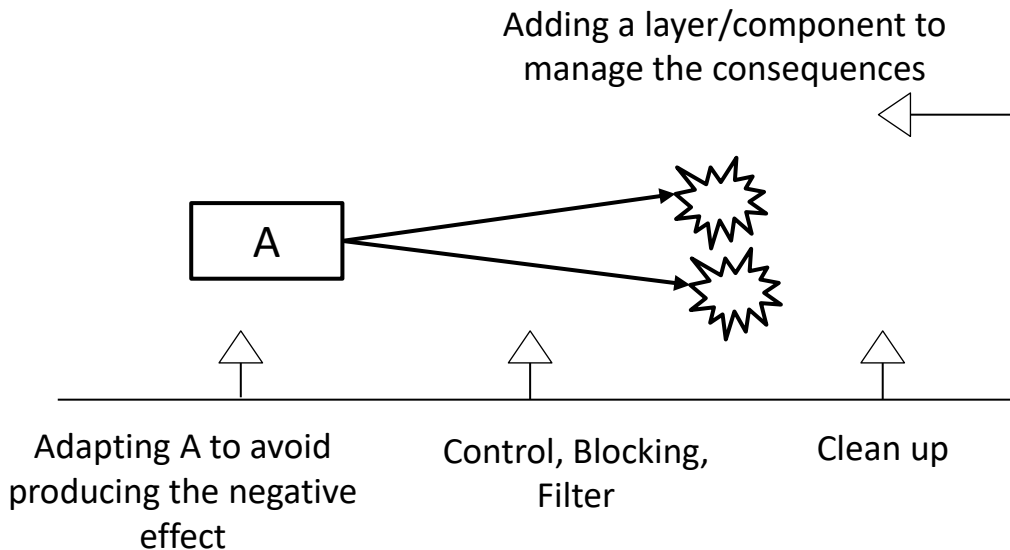 Adding a layer/component to
manage the consequences
A
Adapting A to avoid
producing the negative
effect
Control, Blocking,
Filter
Clean up